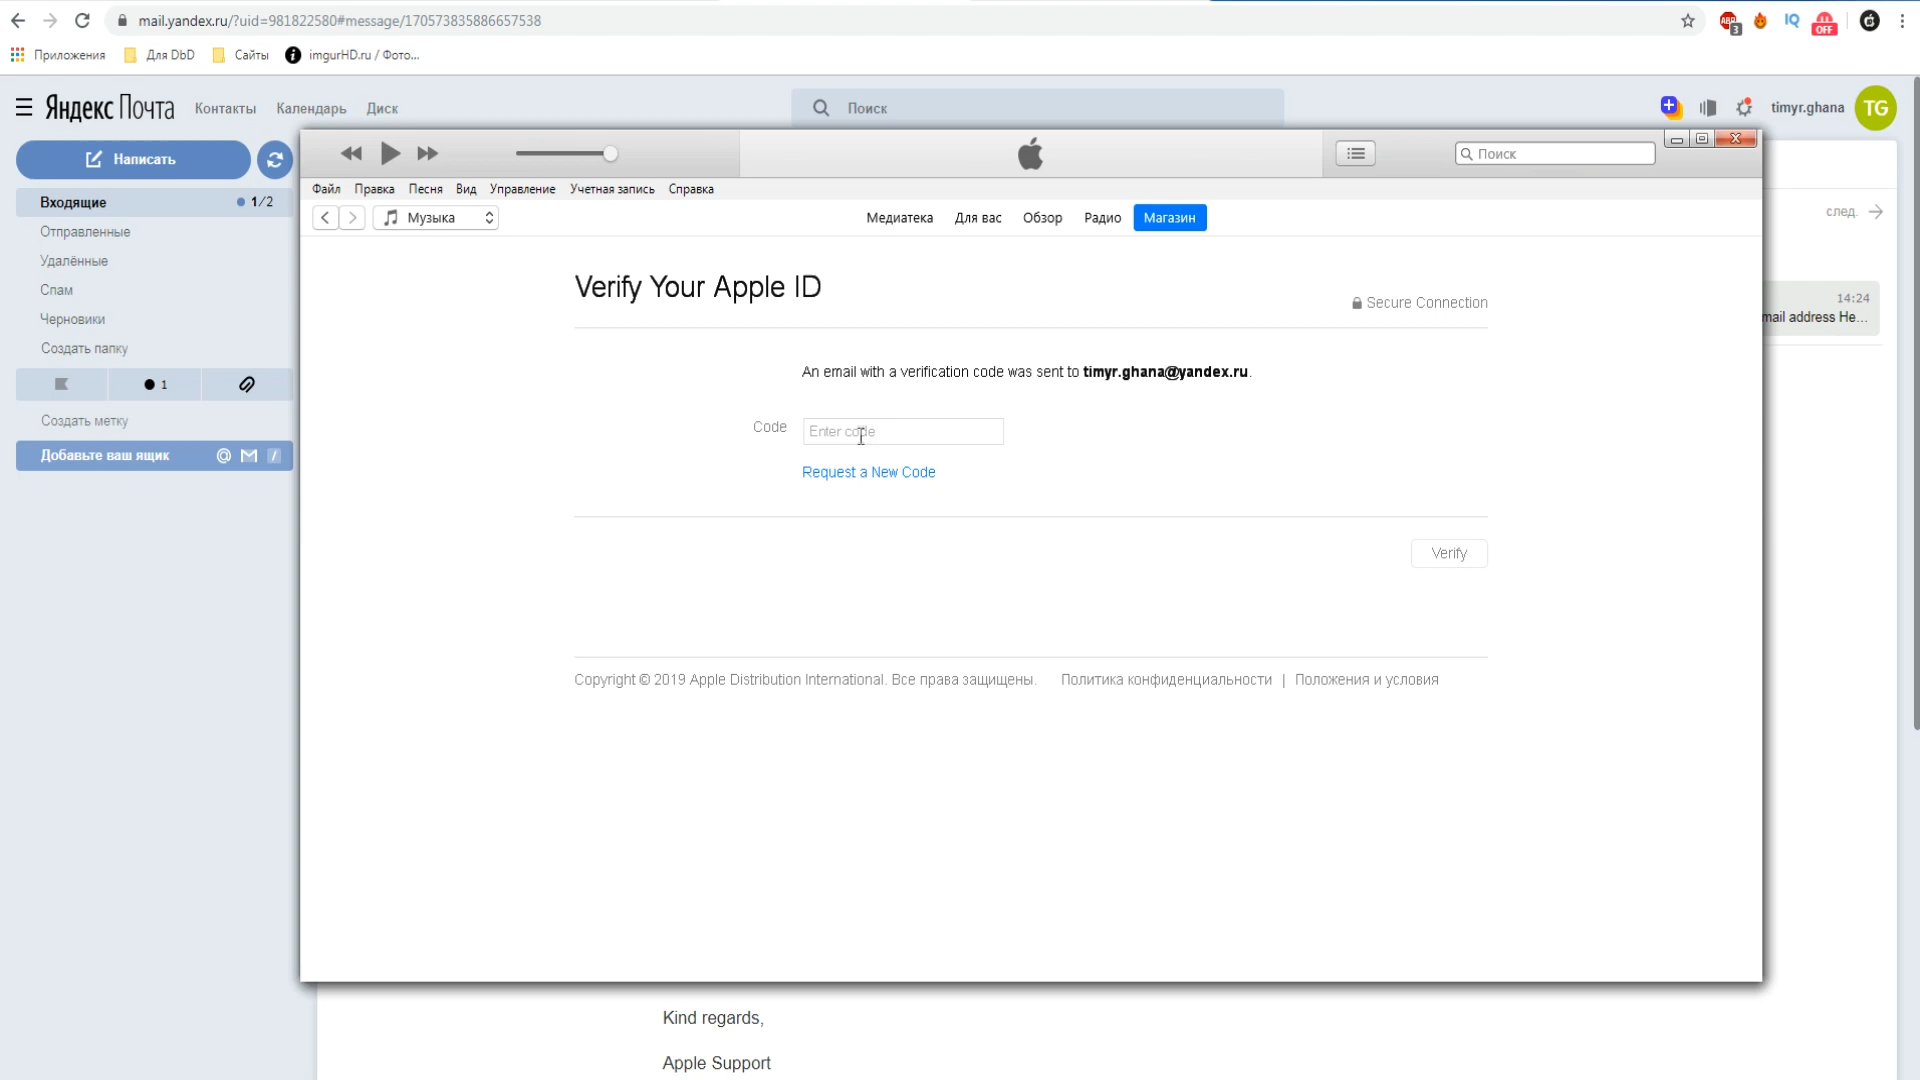 mail.yandex.ru/?uid=981822580#message/170573835886657538
ABP 3 IQ OFF
Приложения Для DbD Сайты imgurHD.ru / Фото...
Яндекс Почта Контакты Календарь Диск Поиск timyr.ghana TG
Написать
Входящие 1/2
Отправленные
Удалённые
Спам
Черновики
Создать папку
1
Создать метку
Добавьте ваш ящик
Поиск
Файл Правка Песня Вид Управление Учетная запись Справка
Музыка Медиатека Для вас Обзор Радио Магазин
след.
Verify Your Apple ID
Secure Connection
14:24
mail address He...
An email with a verification code was sent to timyr.ghana@yandex.ru.
Code Enter code
Request a New Code
Verify
Copyright © 2019 Apple Distribution International. Все права защищены. Политика конфиденциальности | Положения и условия
Kind regards,
Apple Support